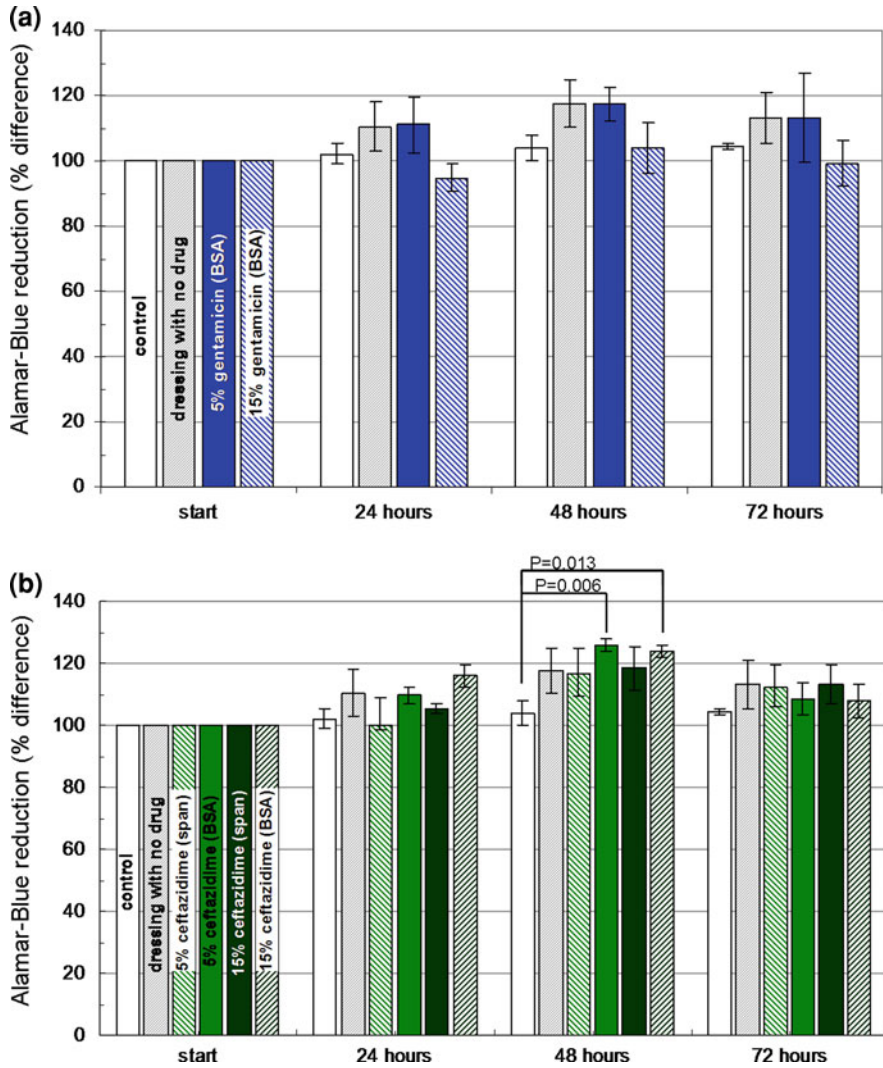 (a)
140
120
100
80
60
40
20
0
Alamar-Blue reduction (% difference)
control
dressing with no drug
5% gentamicin (BSA)
15% gentamicin (BSA)
start
24 hours
48 hours
72 hours
(b)
P=0.013
P=0.006
140
120
100
80
60
40
20
0
Alamar-Blue reduction (% difference)
control
dressing with no drug
5% ceftazidime (span)
5% ceftazidime (BSA)
15% ceftazidime (span)
15% ceftazidime (BSA)
start
24 hours
48 hours
72 hours